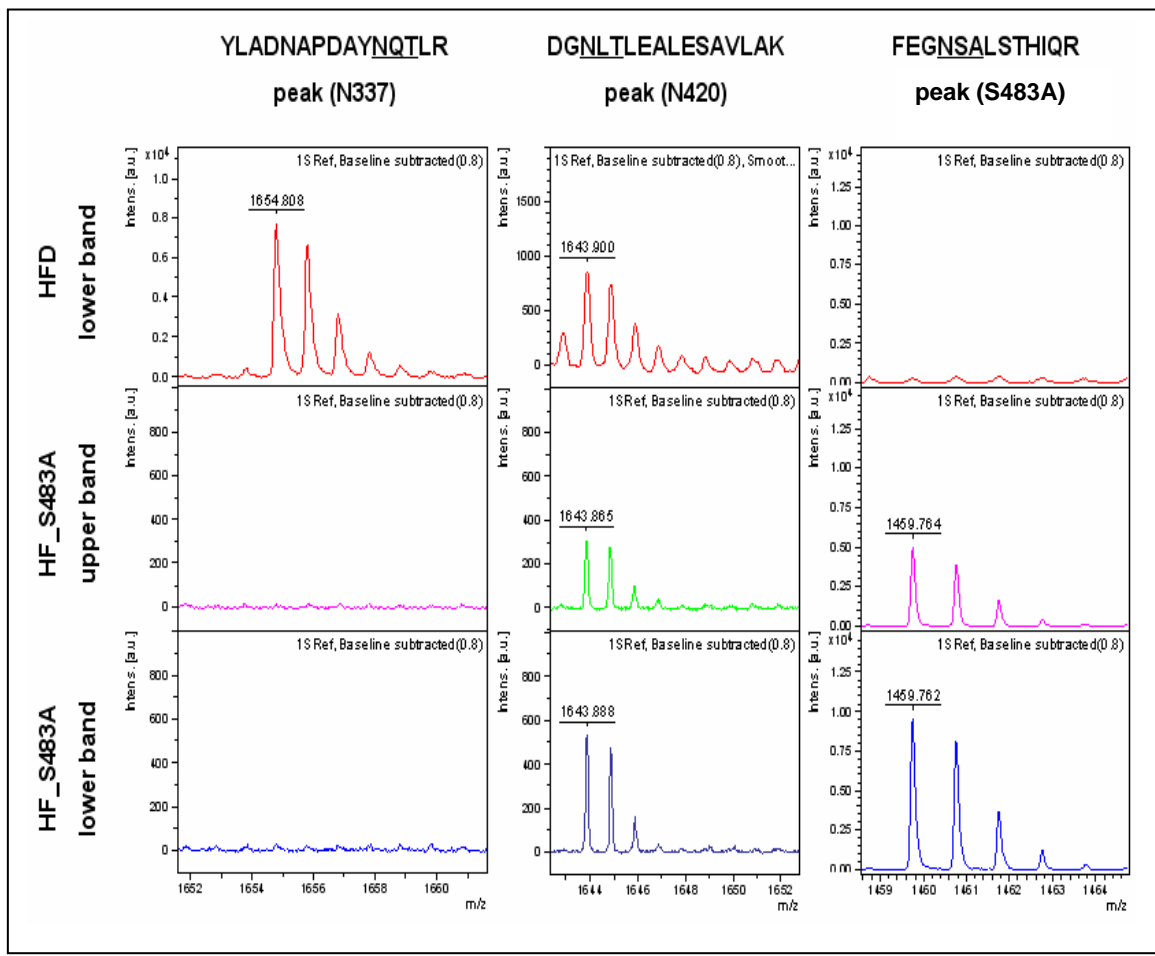 YLADNAPDAYNQTLR DGNLTLEALESAVLAK FEGNSALSTHIQR
peak (N337) peak (N420) peak (S483A)
HFD
lower band
Intens. [a.u.]
x10⁴
1S Ref, Baseline subtracted(0.8)
1654.808
1.0
0.8
0.6
0.4
0.2
0.0
Intens. [a.u.]
1S Ref, Baseline subtracted(0.8), Smoot...
1643.900
1500
1000
500
0
Intens. [a.u.]
x10⁴
1S Ref, Baseline subtracted(0.8)
1.25
1.00
0.75
0.50
0.25
0.00
HF_S483A
upper band
Intens. [a.u.]
1S Ref, Baseline subtracted(0.8)
800
600
400
200
0
Intens. [a.u.]
1S Ref, Baseline subtracted(0.8)
1643.865
800
600
400
200
0
Intens. [a.u.]
x10⁴
1S Ref, Baseline subtracted(0.8)
1459.764
1.25
1.00
0.75
0.50
0.25
0.00
HF_S483A
lower band
Intens. [a.u.]
1S Ref, Baseline subtracted(0.8)
800
600
400
200
0
1652 1654 1656 1658 1660
m/z
Intens. [a.u.]
1S Ref, Baseline subtracted(0.8)
1643.888
800
600
400
200
0
1644 1646 1648 1650 1652
m/z
Intens. [a.u.]
x10⁴
1S Ref, Baseline subtracted(0.8)
1459.762
1.25
1.00
0.75
0.50
0.25
0.00
1459 1460 1461 1462 1463 1464
m/z